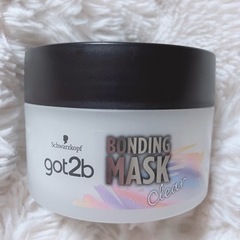 Schwarzkopf
got2b
BONDING
MASK
Clear